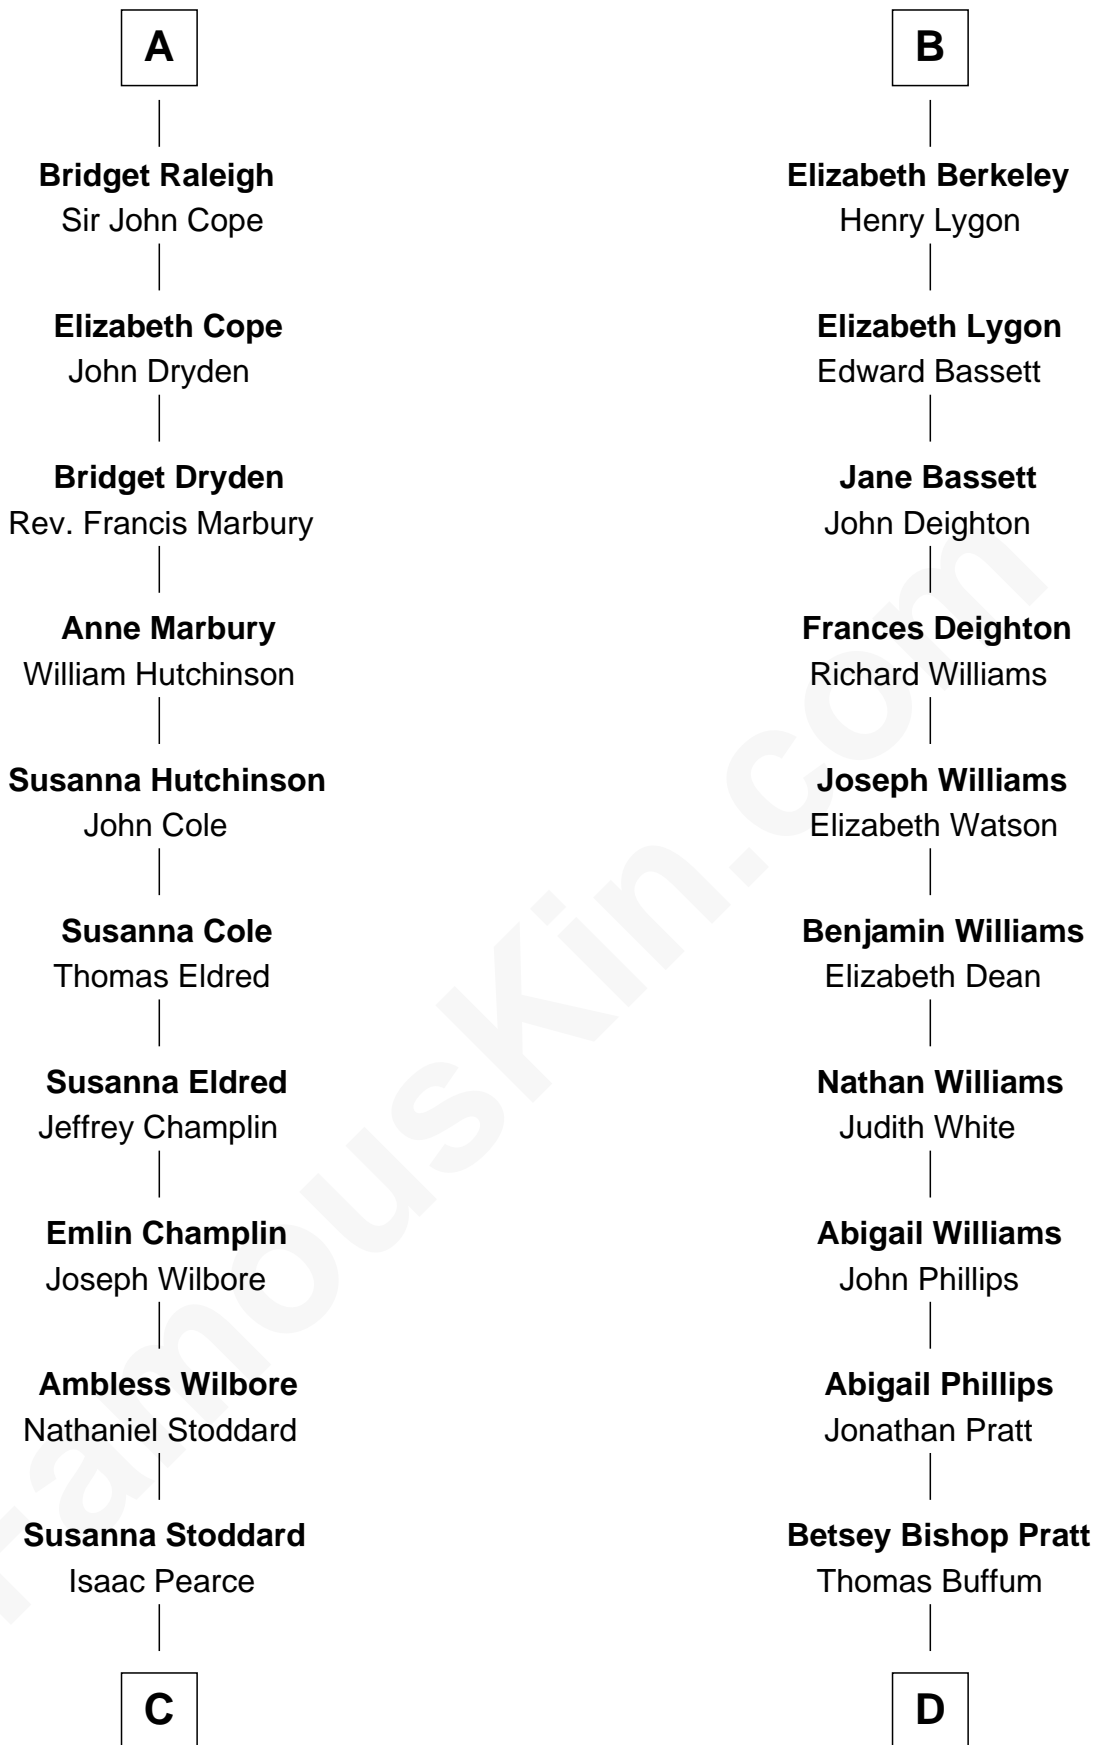 A
Bridget Raleigh
Sir John Cope
Elizabeth Cope
John Dryden
Bridget Dryden
Rev. Francis Marbury
Anne Marbury
William Hutchinson
Susanna Hutchinson
John Cole
Susanna Cole
Thomas Eldred
Susanna Eldred
Jeffrey Champlin
Emlin Champlin
Joseph Wilbore
Ambless Wilbore
Nathaniel Stoddard
Susanna Stoddard
Isaac Pearce
C
B
Elizabeth Berkeley
Henry Lygon
Elizabeth Lygon
Edward Bassett
Jane Bassett
John Deighton
Frances Deighton
Richard Williams
Joseph Williams
Elizabeth Watson
Benjamin Williams
Elizabeth Dean
Nathan Williams
Judith White
Abigail Williams
John Phillips
Abigail Phillips
Jonathan Pratt
Betsey Bishop Pratt
Thomas Buffum
D
FamousKin.com